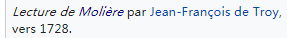 Lecture de Molière par Jean-François de Troy,
vers 1728.